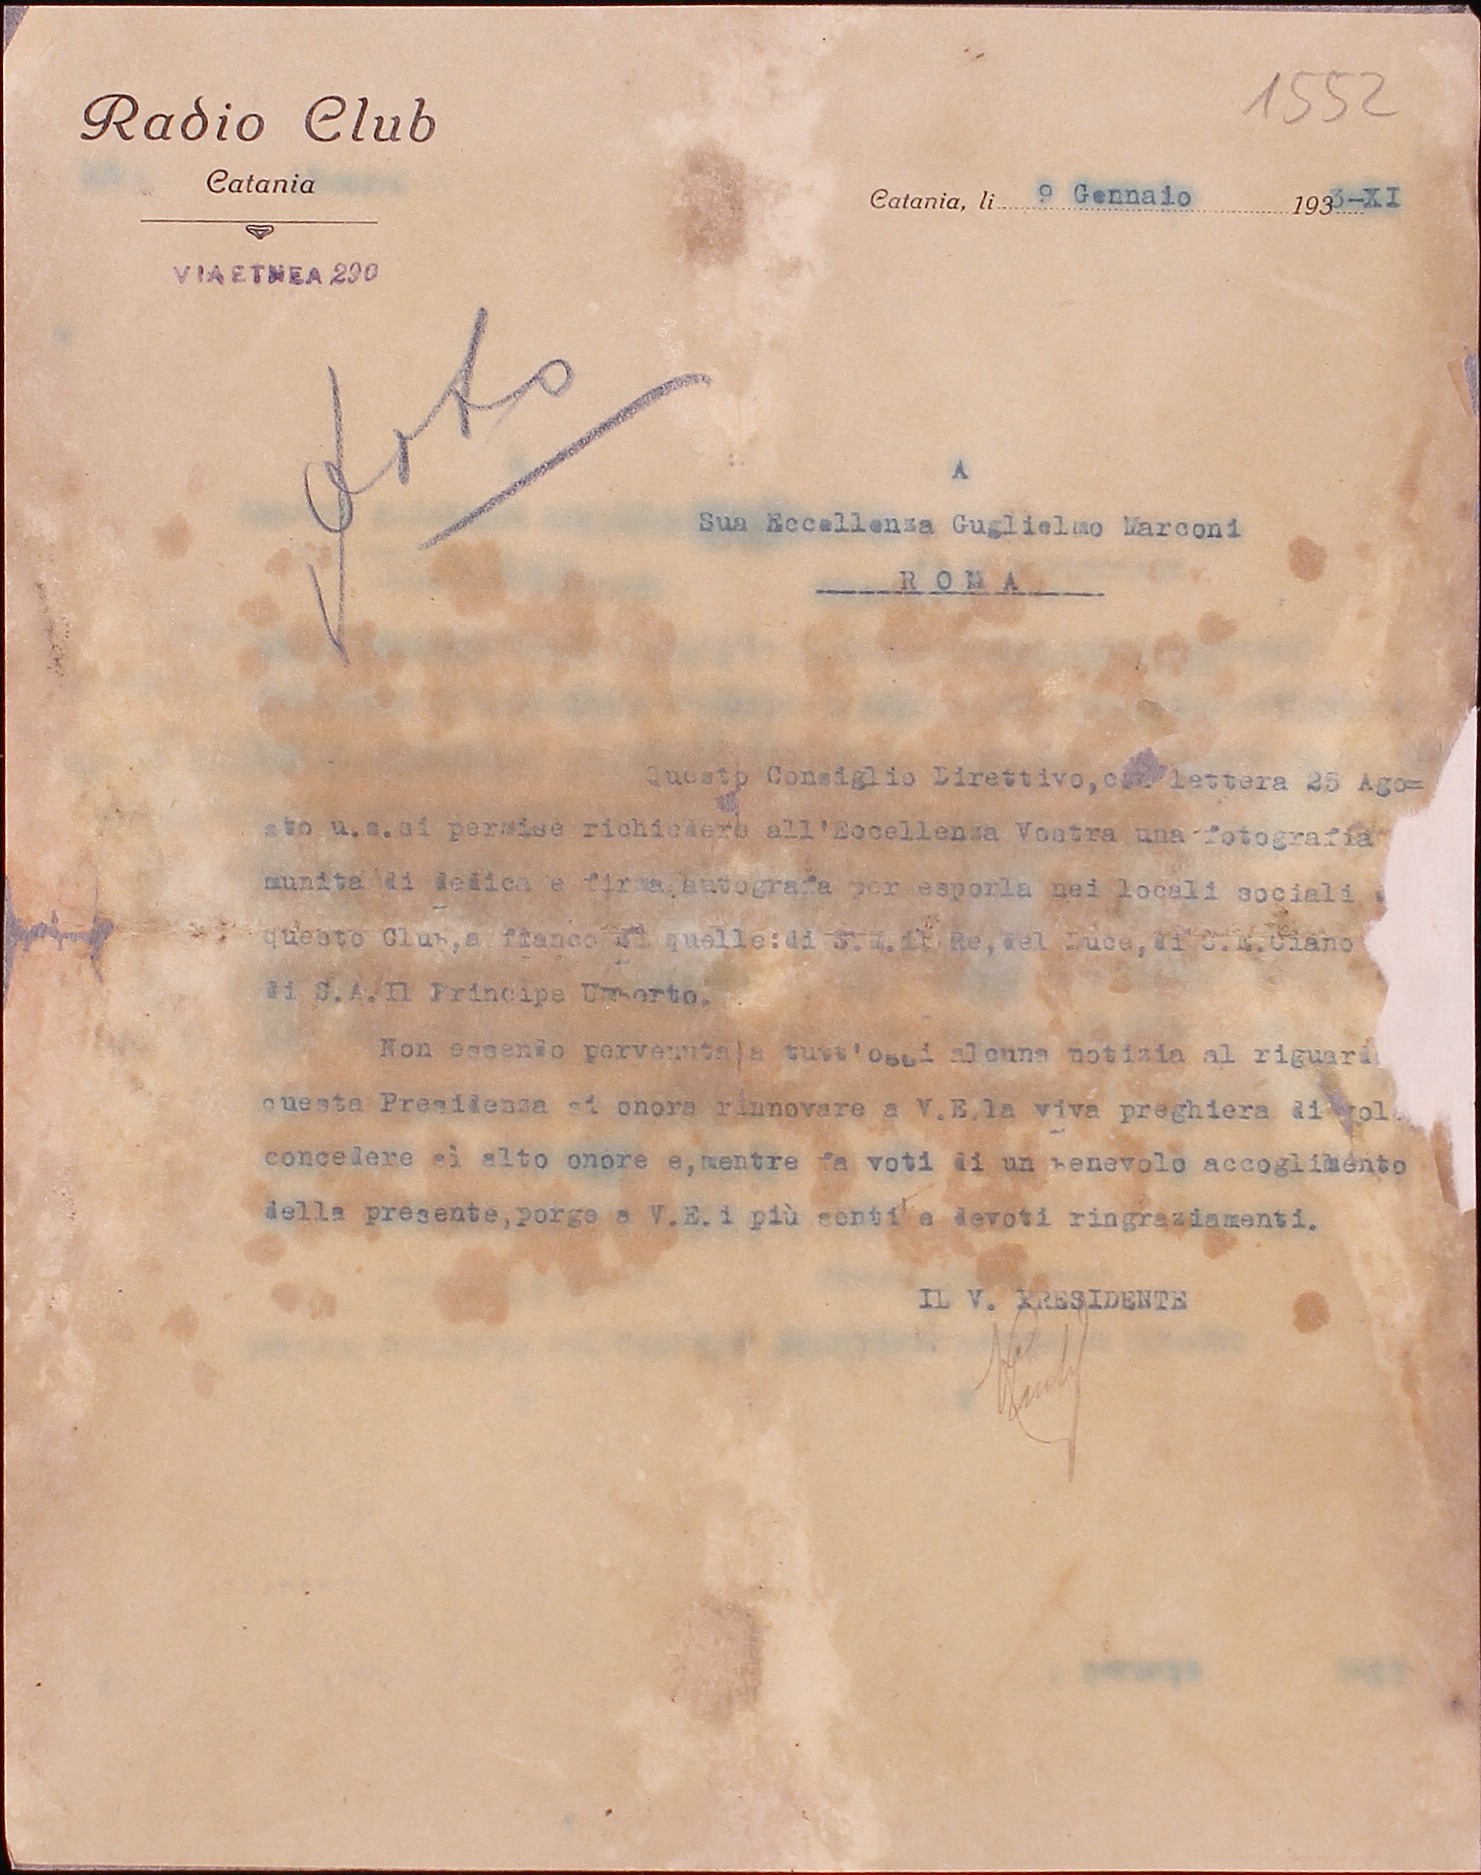 1552
Radio Club
Catania
Catania, li 9 Gennaio 1933-XI
VIA ETNEA 290
foto
A
Sua Eccellenza Guglielmo Marconi
ROMA
Questo Consiglio Direttivo,con lettera 25 Ago=
sto u.s.si permise richiedere all'Eccellenza Vostra una fotografia
munita di dedica e firma autografa per esporla nei locali sociali
questo Club,a fianco di quelle:di S.M.il Re,del Duce,di S.E.Ciano
di S.A.Il Principe Umberto.
Non essendo pervenuta a tutt'oggi alcuna notizia al riguard
questa Presidenza si onora rinnovare a V.E.la viva preghiera di vol
concedere sì alto onore e,mentre fa voti di un benevolo accoglimento
della presente,porge a V.E.i più senti e devoti ringraziamenti.
IL V. PRESIDENTE